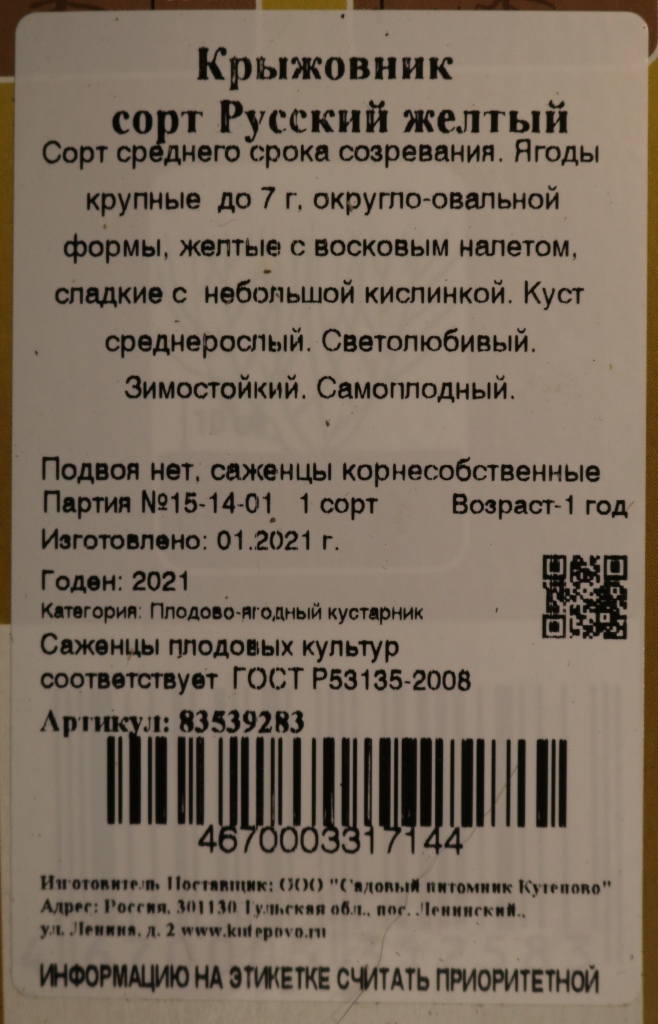 Крыжовник
сорт Русский желтый
Сорт среднего срока созревания. Ягоды
крупные до 7 г, округло-овальной
формы, желтые с восковым налетом,
сладкие с небольшой кислинкой. Куст
среднерослый. Светолюбивый.
Зимостойкий. Самоплодный.
Подвоя нет, саженцы корнесобственные
Партия №15-14-01 1 сорт Возраст-1 год
Изготовлено: 01.2021 г.
Годен: 2021
Категория: Плодово-ягодный кустарник
Саженцы плодовых культур
соответствует ГОСТ Р53135-2008
Артикул: 83539283
4670003317144
Изготовитель Поставщик: ООО "Садовый питомник Кутепово"
Адрес: Россия, 301130 Тульская обл., пос. Ленинский.,
ул. Ленина, д. 2 www.kutepovo.ru
ИНФОРМАЦИЮ НА ЭТИКЕТКЕ СЧИТАТЬ ПРИОРИТЕТНОЙ